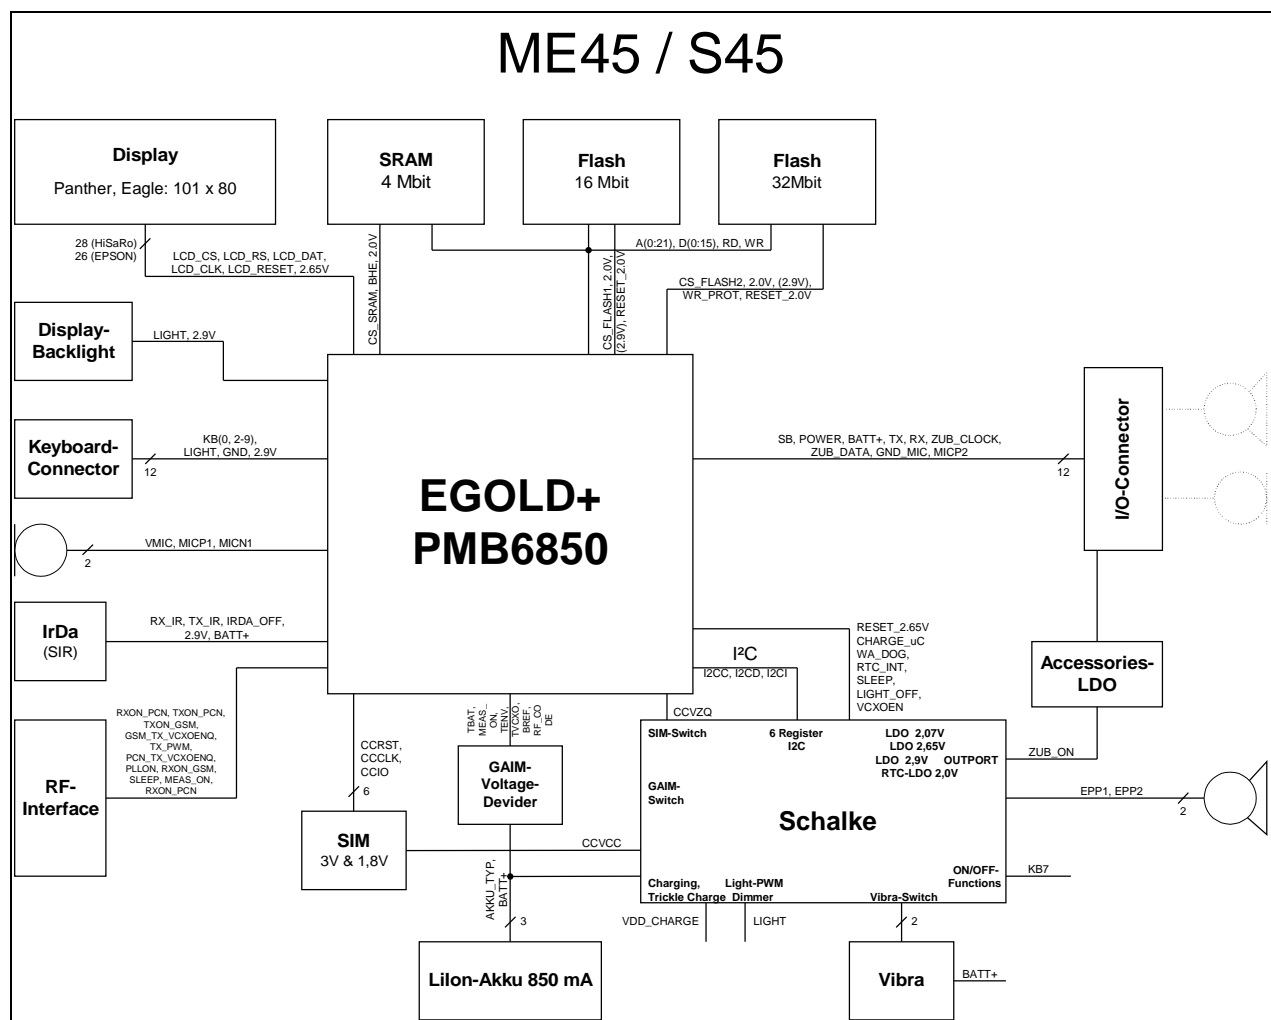 ME45 / S45
Display
Panther, Eagle: 101 x 80
SRAM
4 Mbit
Flash
16 Mbit
Flash
32Mbit
28 (HiSaRo)
26 (EPSON)
LCD_CS, LCD_RS, LCD_DAT,
LCD_CLK, LCD_RESET, 2.65V
CS_SRAM, BHE, 2.0V
A(0:21), D(0:15), RD, WR
CS_FLASH1, 2.0V,
(2.9V), RESET_2.0V
CS_FLASH2, 2.0V, (2.9V),
WR_PROT, RESET_2.0V
Display-
Backlight
LIGHT, 2.9V
Keyboard-
Connector
KB(0, 2-9),
LIGHT, GND, 2.9V
12
EGOLD+
PMB6850
SB, POWER, BATT+, TX, RX, ZUB_CLOCK,
ZUB_DATA, GND_MIC, MICP2
12
I/O-Connector
VMIC, MICP1, MICN1
2
IrDa
(SIR)
RX_IR, TX_IR, IRDA_OFF,
2.9V, BATT+
RESET_2.65V
CHARGE_uC
WA_DOG,
RTC_INT,
SLEEP,
LIGHT_OFF,
VCXOEN
I²C
I2CC, I2CD, I2CI
Accessories-
LDO
RF-
Interface
RXON_PCN, TXON_PCN,
TXON_GSM,
GSM_TX_VCXOENQ,
TX_PWM,
PCN_TX_VCXOENQ,
PLLON, RXON_GSM,
SLEEP, MEAS_ON,
RXON_PCN
CCRST,
CCCLK,
CCIO
6
TBAT,
MEAS_
ON,
TENV,
TVCXO,
BREF,
RF_CO
DE
CCVZQ
GAIM-
Voltage-
Devider
SIM-Switch
6 Register
I2C
LDO 2,07V
LDO 2,65V
LDO 2,9V OUTPORT
RTC-LDO 2,0V
ZUB_ON
GAIM-
Switch
Schalke
EPP1, EPP2
2
SIM
3V & 1,8V
CCVCC
AKKU_TYP,
BATT+
3
Charging,
Trickle Charge
Light-PWM
Dimmer
Vibra-Switch
ON/OFF-
Functions
KB7
VDD_CHARGE
LIGHT
2
LiIon-Akku 850 mA
Vibra
BATT+